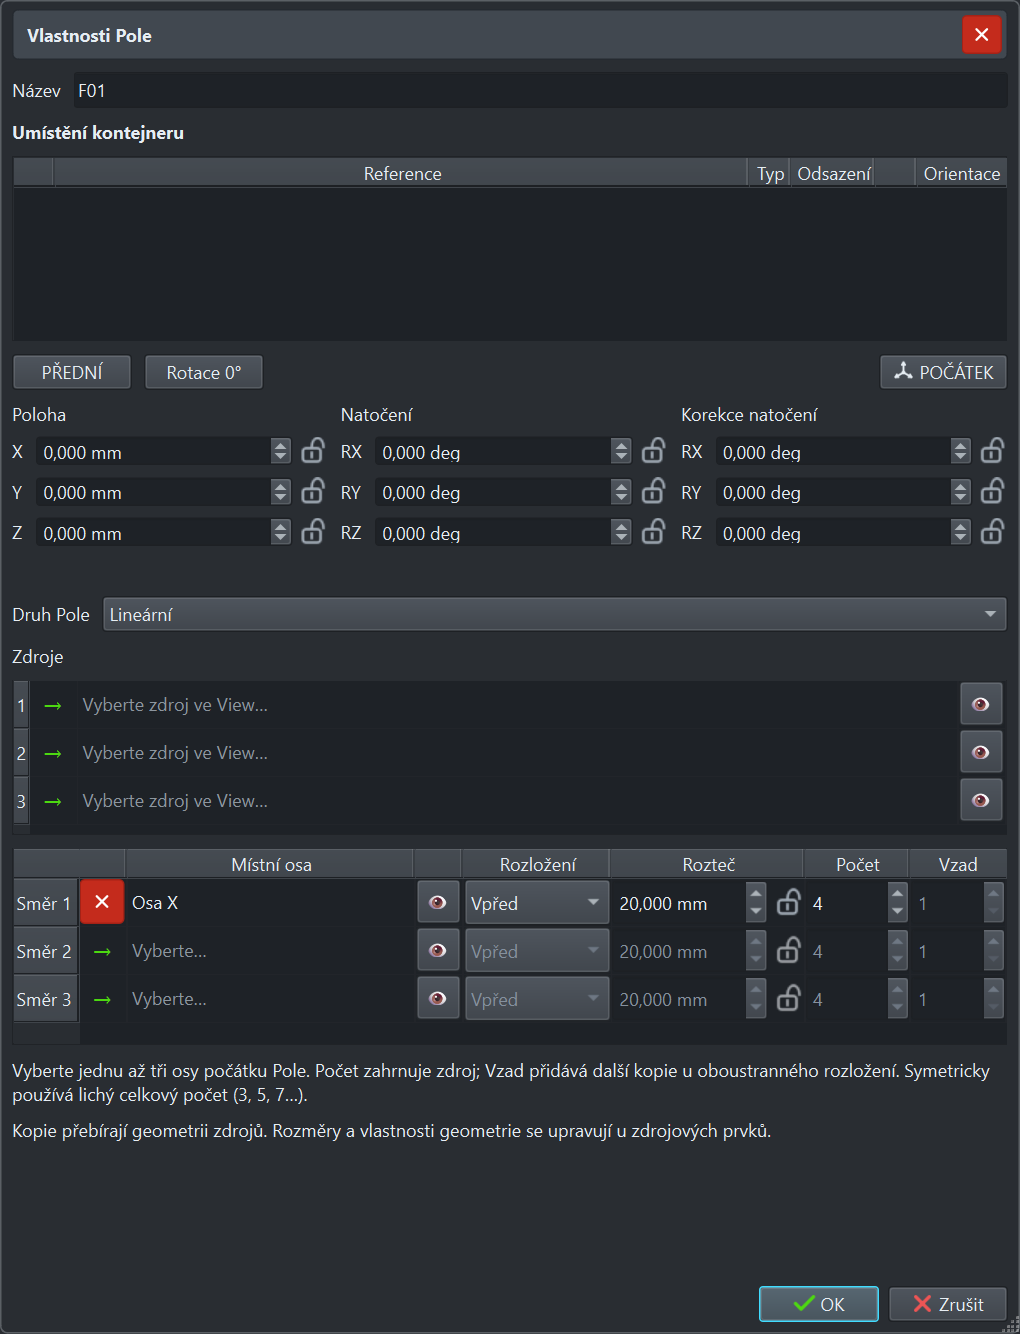 Vlastnosti Pole
Název F01
Umístění kontejneru
Reference Typ Odsazení Orientace
PŘEDNÍ Rotace 0° POČÁTEK
Poloha Natočení Korekce natočení
X 0,000 mm RX 0,000 deg RX 0,000 deg
Y 0,000 mm RY 0,000 deg RY 0,000 deg
Z 0,000 mm RZ 0,000 deg RZ 0,000 deg
Druh Pole Lineární
Zdroje
1 → Vyberte zdroj ve View...
2 → Vyberte zdroj ve View...
3 → Vyberte zdroj ve View...
Místní osa Rozložení Rozteč Počet Vzad
Směr 1 Osa X Vpřed 20,000 mm 4 1
Směr 2 → Vyberte... Vpřed 20,000 mm 4 1
Směr 3 → Vyberte... Vpřed 20,000 mm 4 1
Vyberte jednu až tři osy počátku Pole. Počet zahrnuje zdroj; Vzad přidává další kopie u oboustranného rozložení. Symetricky
používá lichý celkový počet (3, 5, 7...).
Kopie přebírají geometrii zdrojů. Rozměry a vlastnosti geometrie se upravují u zdrojových prvků.
OK Zrušit